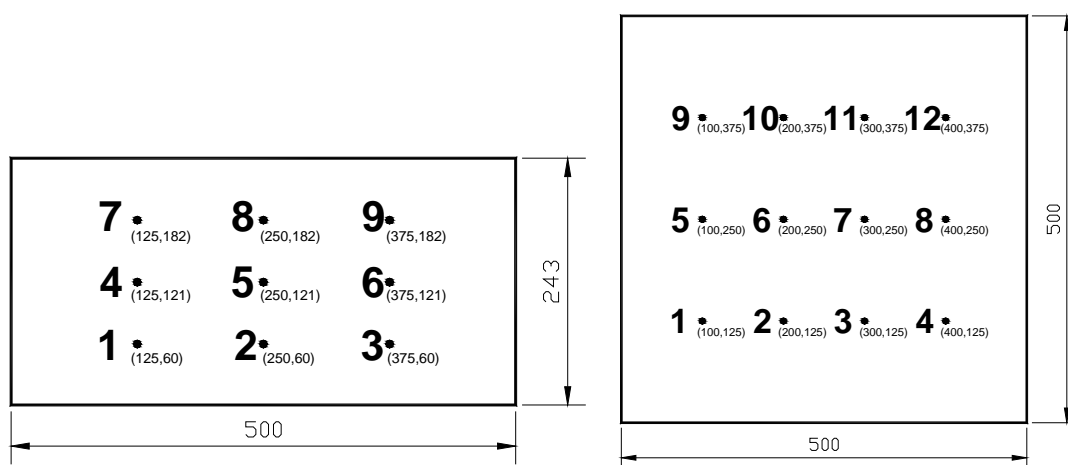 7 (125,182) 8 (250,182) 9 (375,182)
4 (125,121) 5 (250,121) 6 (375,121)
1 (125,60) 2 (250,60) 3 (375,60)
243
500
9 (100,375) 10 (200,375) 11 (300,375) 12 (400,375)
5 (100,250) 6 (200,250) 7 (300,250) 8 (400,250)
1 (100,125) 2 (200,125) 3 (300,125) 4 (400,125)
500
500